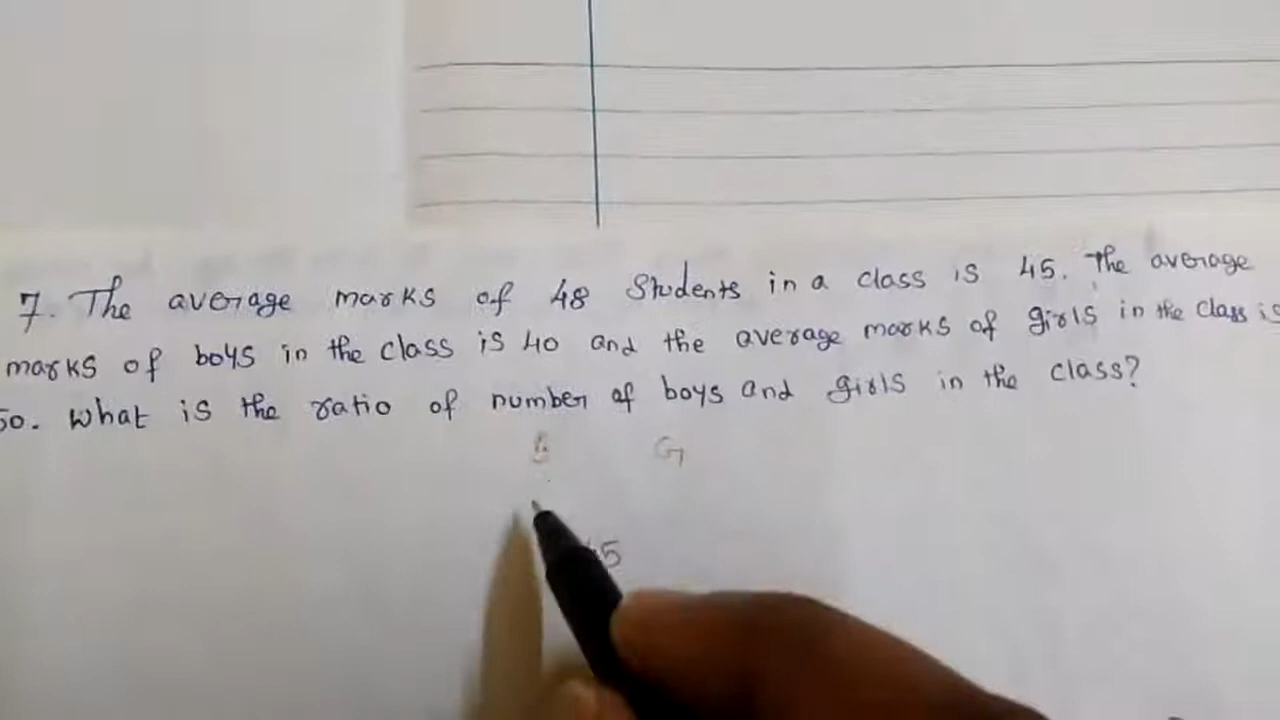 7. The average marks of 48 Students in a class is 45. The average
marks of boys in the class is 40 and the average marks of girls in the class is
50. What is the ratio of number of boys and girls in the class?
B G
45